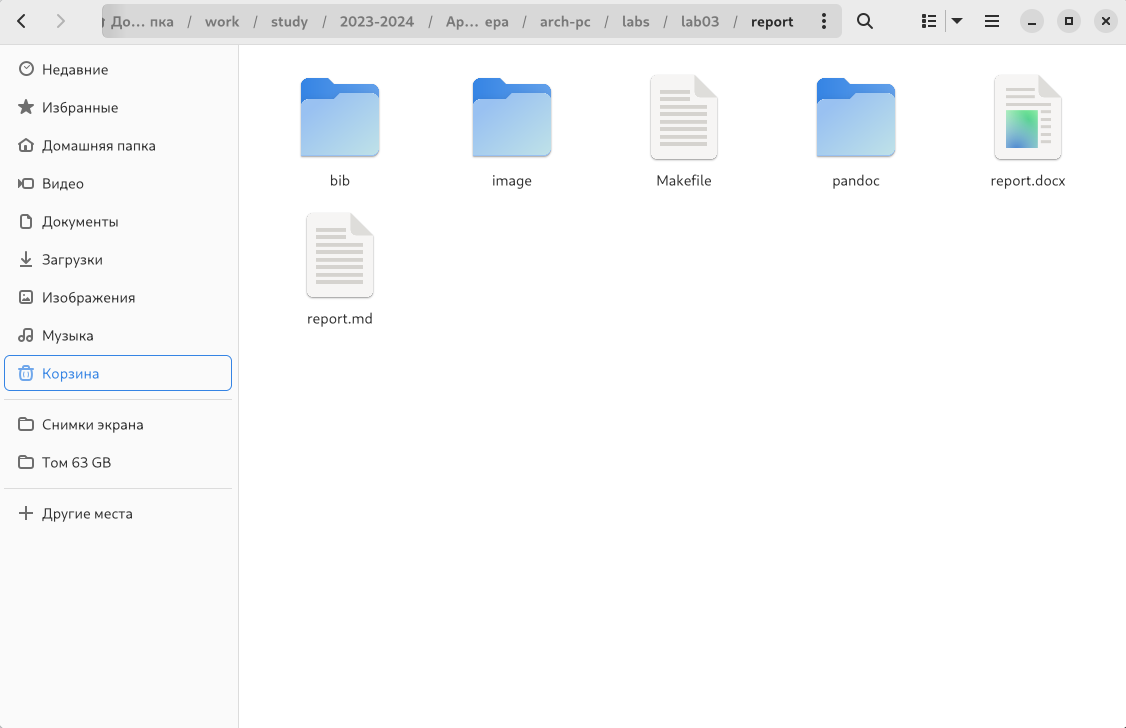 До… пка / work / study / 2023-2024 / Ар… ера / arch-pc / labs / lab03 / report
Недавние
Избранные
Домашняя папка
Видео
Документы
Загрузки
Изображения
Музыка
Корзина
Снимки экрана
Том 63 GB
Другие места
bib
image
Makefile
pandoc
report.docx
report.md